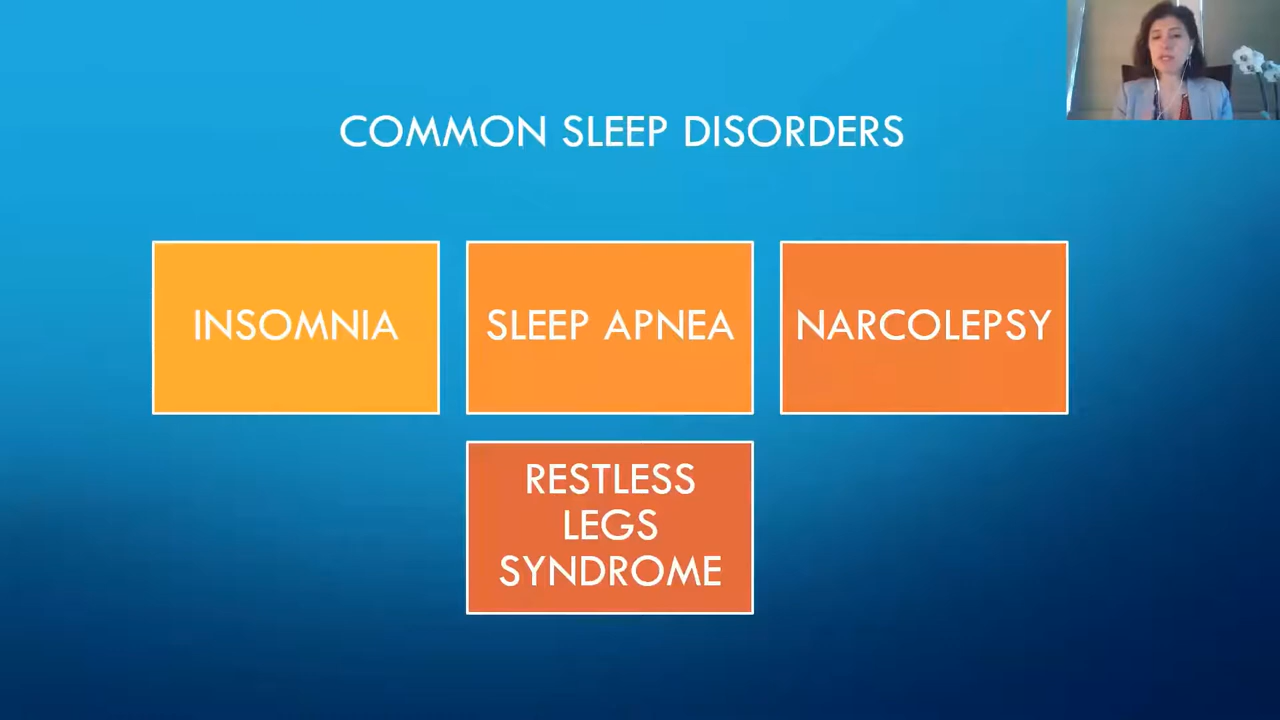 COMMON SLEEP DISORDERS
INSOMNIA
SLEEP APNEA
NARCOLEPSY
RESTLESS
LEGS
SYNDROME